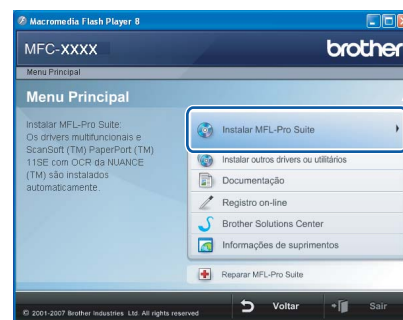 Macromedia Flash Player 8
MFC-XXXX
brother
Menu Principal
Menu Principal
Instalar MFL-Pro Suite:
Os drivers multifuncionais e
ScanSoft (TM) PaperPort (TM)
11SE com OCR da NUANCE
(TM) são instalados
automaticamente.
Instalar MFL-Pro Suite
Instalar outros drivers ou utilitários
Documentação
Registro on-line
Brother Solutions Center
Informações de suprimentos
Reparar MFL-Pro Suite
© 2001-2007 Brother Industries Ltd. All rights reserved
Voltar
Sair